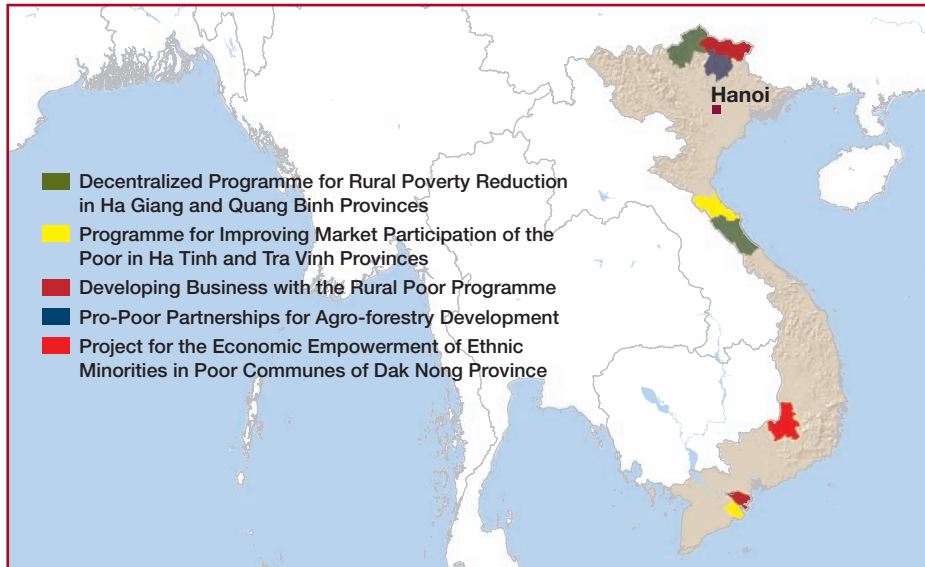 Hanoi
Decentralized Programme for Rural Poverty Reduction
in Ha Giang and Quang Binh Provinces
Programme for Improving Market Participation of the
Poor in Ha Tinh and Tra Vinh Provinces
Developing Business with the Rural Poor Programme
Pro-Poor Partnerships for Agro-forestry Development
Project for the Economic Empowerment of Ethnic
Minorities in Poor Communes of Dak Nong Province